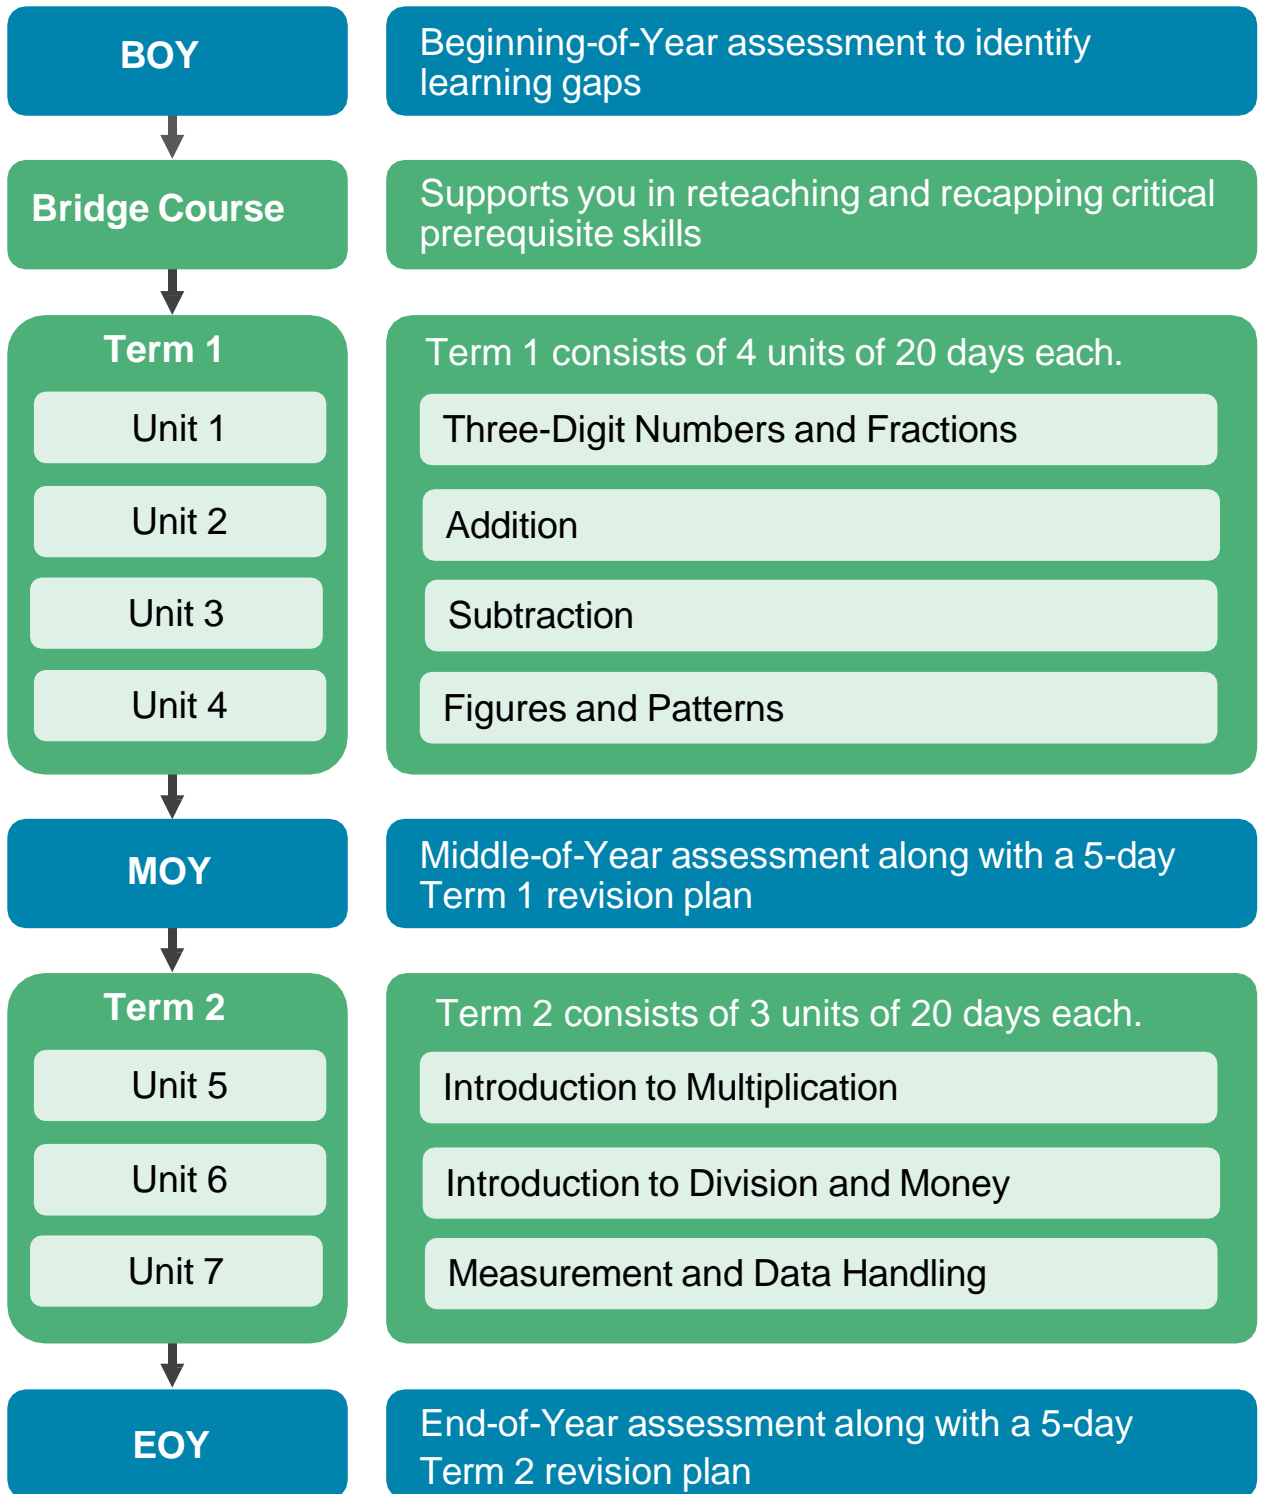 BOY
Beginning-of-Year assessment to identify
learning gaps
Bridge Course
Supports you in reteaching and recapping critical
prerequisite skills
Term 1
Term 1 consists of 4 units of 20 days each.
Unit 1
Three-Digit Numbers and Fractions
Unit 2
Addition
Unit 3
Subtraction
Unit 4
Figures and Patterns
MOY
Middle-of-Year assessment along with a 5-day
Term 1 revision plan
Term 2
Term 2 consists of 3 units of 20 days each.
Unit 5
Introduction to Multiplication
Unit 6
Introduction to Division and Money
Unit 7
Measurement and Data Handling
EOY
End-of-Year assessment along with a 5-day
Term 2 revision plan